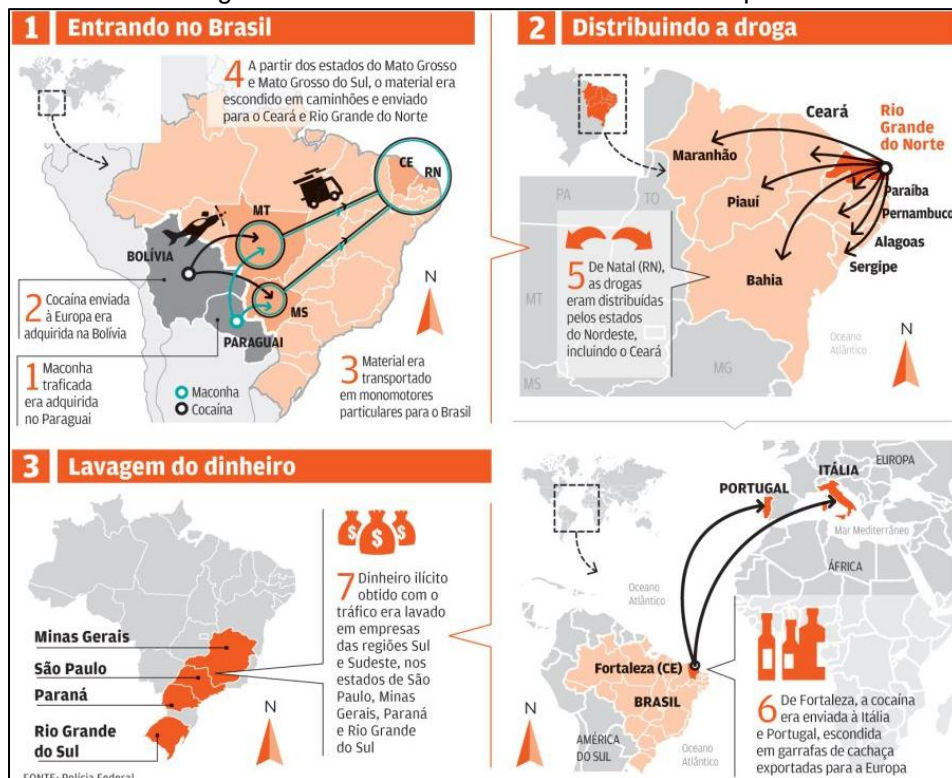 1 Entrando no Brasil
4 A partir dos estados do Mato Grosso
e Mato Grosso do Sul, o material era
escondido em caminhões e enviado
para o Ceará e Rio Grande do Norte
CE
RN
MT
BOLÍVIA
MS
PARAGUAI
N
2 Cocaína enviada
à Europa era
adquirida na Bolívia
1 Maconha
traficada
era adquirida
no Paraguai
Maconha
Cocaína
3 Material era
transportado
em monomotores
particulares para o Brasil
2 Distribuindo a droga
Ceará
Rio
Grande
do Norte
Maranhão
Piauí
Paraíba
Pernambuco
Alagoas
Sergipe
Bahia
PA
TO
MT
MS
MG
Oceano
Atlântico
N
5 De Natal (RN),
as drogas
eram distribuídas
pelos estados
do Nordeste,
incluindo o Ceará
3 Lavagem do dinheiro
Minas Gerais
São Paulo
Paraná
Rio Grande
do Sul
N
$ $ $
7 Dinheiro ilícito
obtido com o
tráfico era lavado
em empresas
das regiões Sul
e Sudeste, nos
estados de São
Paulo, Minas
Gerais, Paraná
e Rio Grande
do Sul
FONTE: Polícia Federal
PORTUGAL
ITÁLIA
EUROPA
Mar Mediterrâneo
ÁFRICA
Oceano
Atlântico
Fortaleza (CE)
BRASIL
AMÉRICA
DO SUL
Oceano
Atlântico
N
6 De Fortaleza, a cocaína
era enviada à Itália
e Portugal, escondida
em garrafas de cachaça
exportadas para a Europa